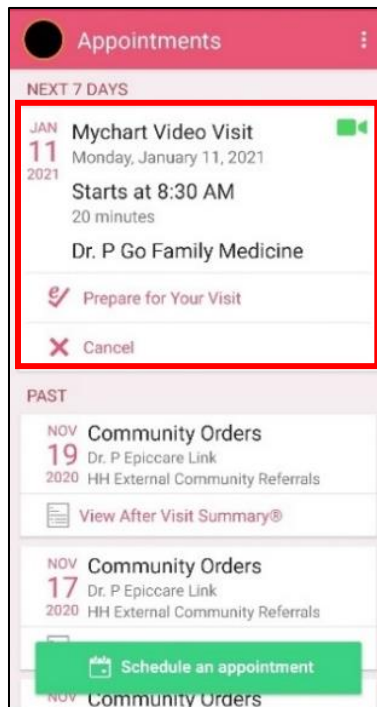 Appointments
NEXT 7 DAYS
JAN
11
2021
Mychart Video Visit
Monday, January 11, 2021
Starts at 8:30 AM
20 minutes
Dr. P Go Family Medicine
Prepare for Your Visit
Cancel
PAST
NOV
19
2020
Community Orders
Dr. P Epiccare Link
HH External Community Referrals
View After Visit Summary®
NOV
17
2020
Community Orders
Dr. P Epiccare Link
HH External Community Referrals
Schedule an appointment
NOV
Community Orders